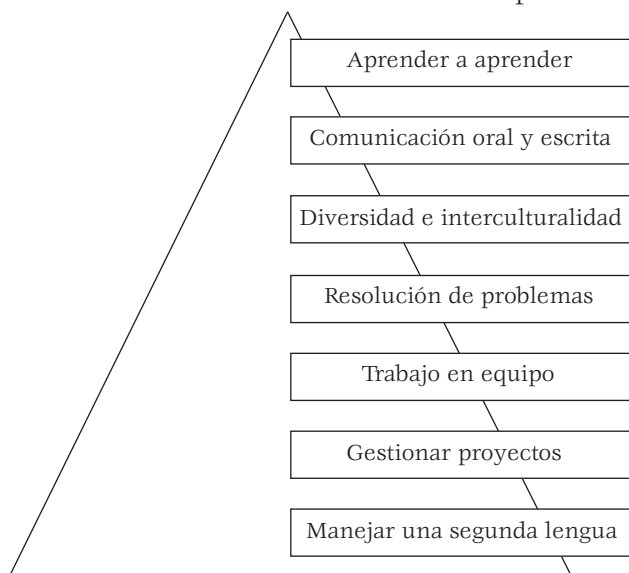 Aprender a aprender
Comunicación oral y escrita
Diversidad e interculturalidad
Resolución de problemas
Trabajo en equipo
Gestionar proyectos
Manejar una segunda lengua